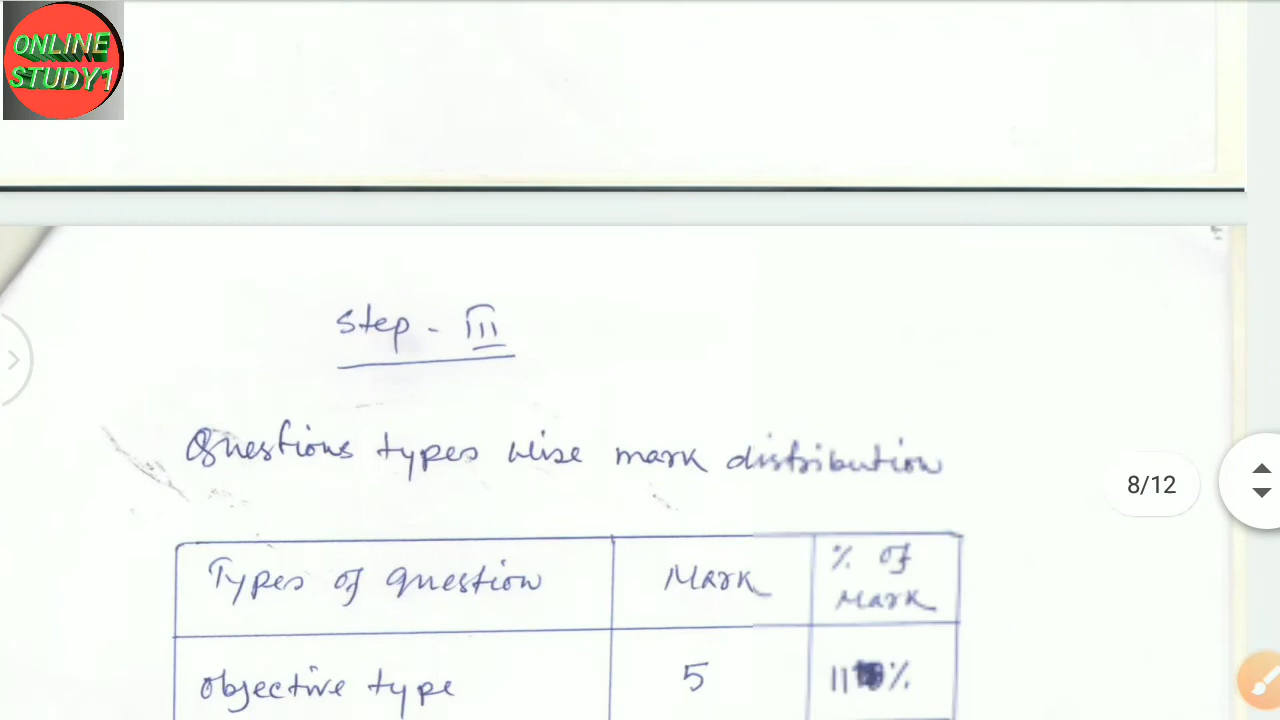 ONLINE
STUDY1
Step - III
Questions types wise mark distribution
8/12
Types of question Mark % of Mark
objective type 5 11%